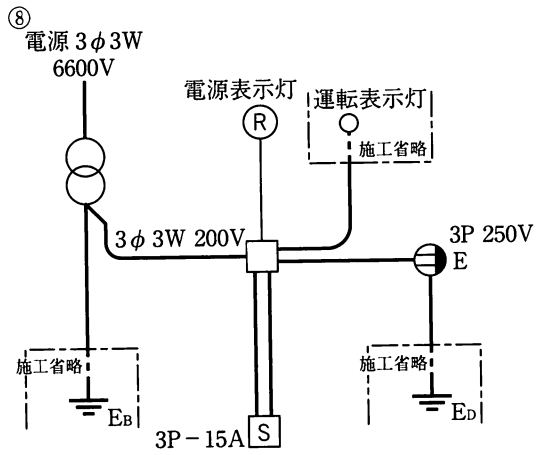 ⑧
電源 3φ3W
6600V
電源表示灯
R
運転表示灯
施工省略
3φ3W 200V
3P 250V
E
施工省略
EB
施工省略
ED
3P-15A
S